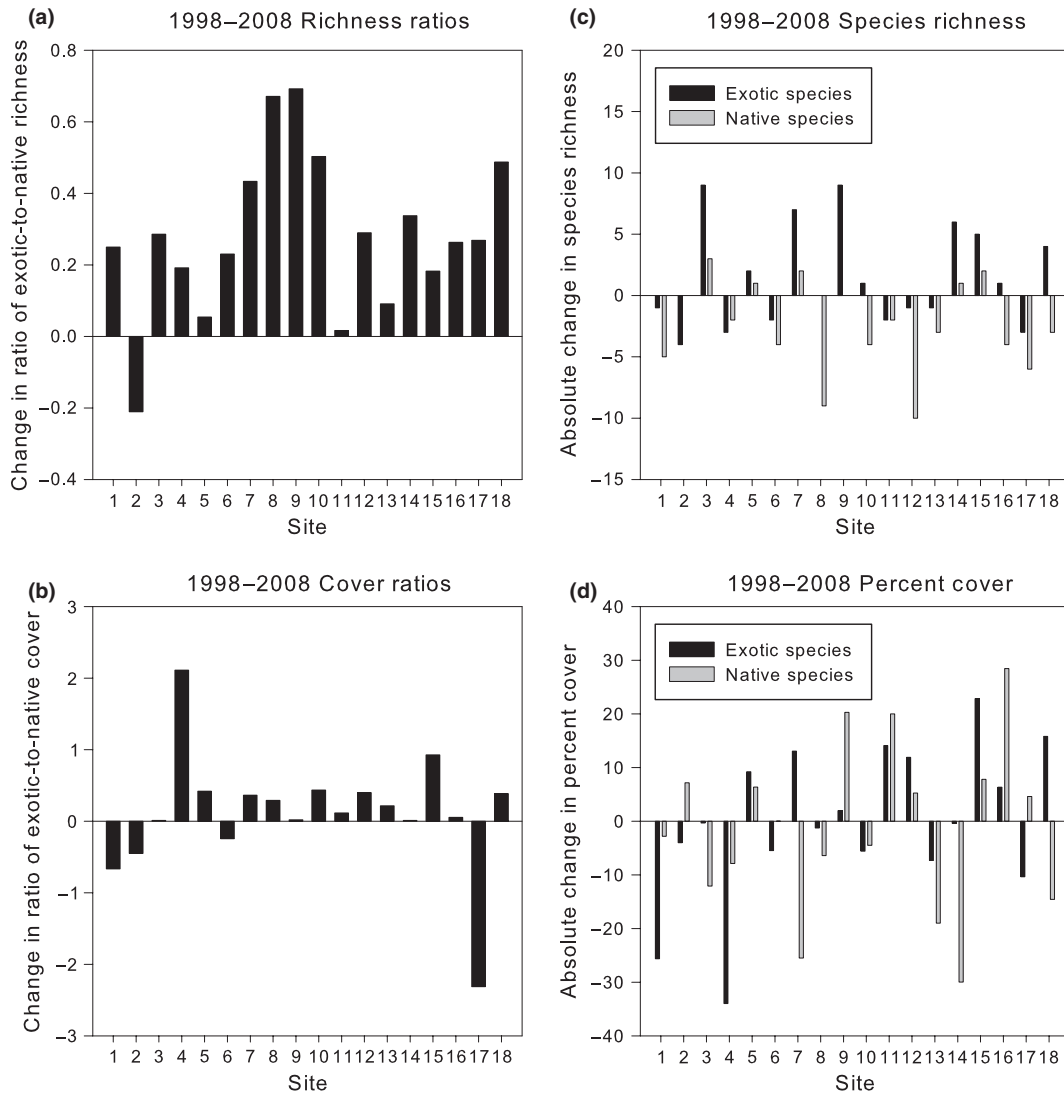 (a) 1998–2008 Richness ratios
Change in ratio of exotic-to-native richness
0.8
0.6
0.4
0.2
0.0
–0.2
–0.4
1 2 3 4 5 6 7 8 9 10 11 12 13 14 15 16 17 18
Site
(c) 1998–2008 Species richness
Absolute change in species richness
20
15
10
5
0
–5
–10
–15
Exotic species
Native species
1 2 3 4 5 6 7 8 9 10 11 12 13 14 15 16 17 18
Site
(b) 1998–2008 Cover ratios
Change in ratio of exotic-to-native cover
3
2
1
0
–1
–2
–3
1 2 3 4 5 6 7 8 9 10 11 12 13 14 15 16 17 18
Site
(d) 1998–2008 Percent cover
Absolute change in percent cover
40
30
20
10
0
–10
–20
–30
–40
Exotic species
Native species
1 2 3 4 5 6 7 8 9 10 11 12 13 14 15 16 17 18
Site